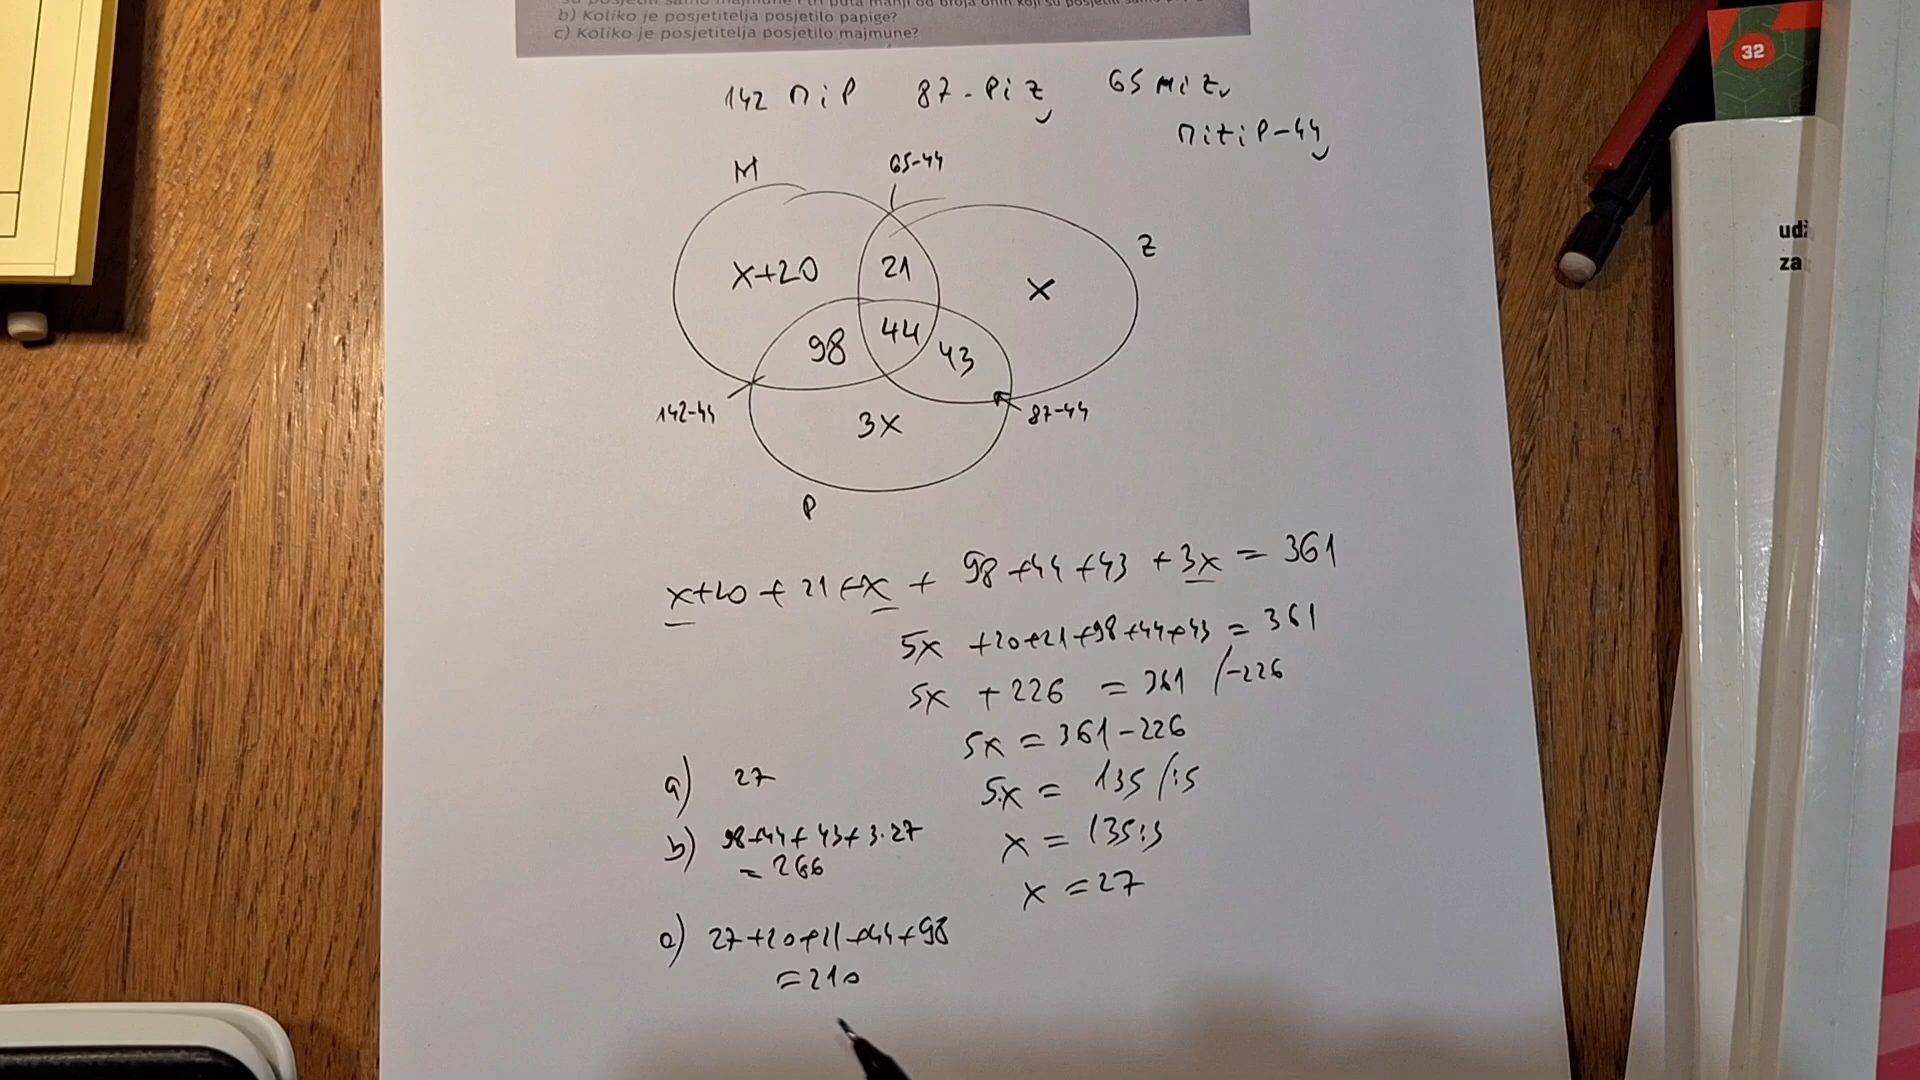 b) Koliko je posjetitelja posjetilo papige?
c) Koliko je posjetitelja posjetilo majmune?
32
142 M i P 87 - P i Z 65 M i Z
M i Z i P - 44
M
65-44
Z
x+20 21 x
98 44 43
142-44 3x 87-44
P
x+20 + 21 + x + 98 + 44 + 43 + 3x = 361
5x + 20+21+98+44+43 = 361
5x + 226 = 361 /-226
5x = 361 - 226
5x = 135 /:5
x = 135:5
x = 27
a) 27
b) 98+44+43+3·27
= 266
c) 27+20+21+44+98
= 210
za